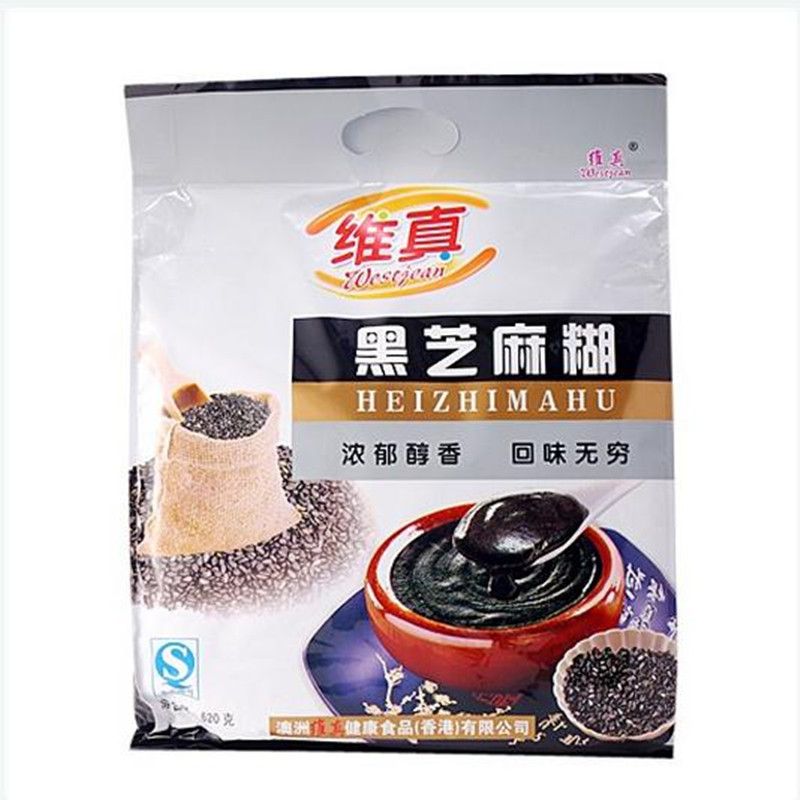 维真®
Westjean
维真
Westjean
黑芝麻糊
HEIZHIMAHU
浓郁醇香 回味无穷
S
620克
澳洲维真健康食品(香港)有限公司